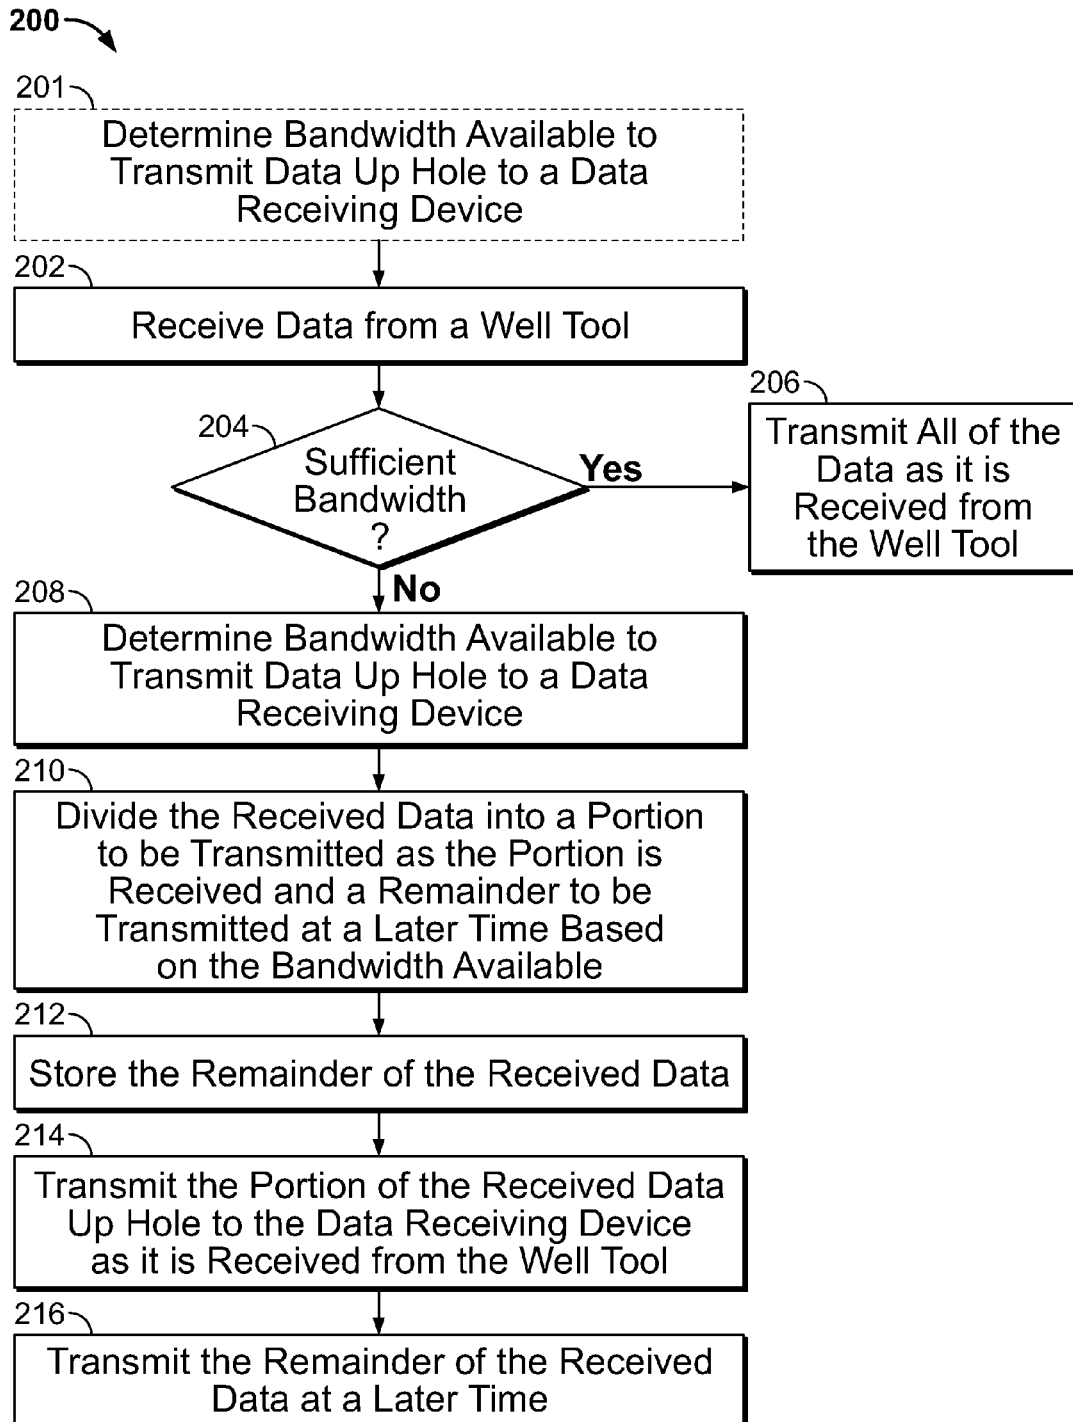 200
201
Determine Bandwidth Available to
Transmit Data Up Hole to a Data
Receiving Device
202
Receive Data from a Well Tool
204
Sufficient
Bandwidth
?
Yes
206
Transmit All of the
Data as it is
Received from
the Well Tool
No
208
Determine Bandwidth Available to
Transmit Data Up Hole to a Data
Receiving Device
210
Divide the Received Data into a Portion
to be Transmitted as the Portion is
Received and a Remainder to be
Transmitted at a Later Time Based
on the Bandwidth Available
212
Store the Remainder of the Received Data
214
Transmit the Portion of the Received Data
Up Hole to the Data Receiving Device
as it is Received from the Well Tool
216
Transmit the Remainder of the Received
Data at a Later Time